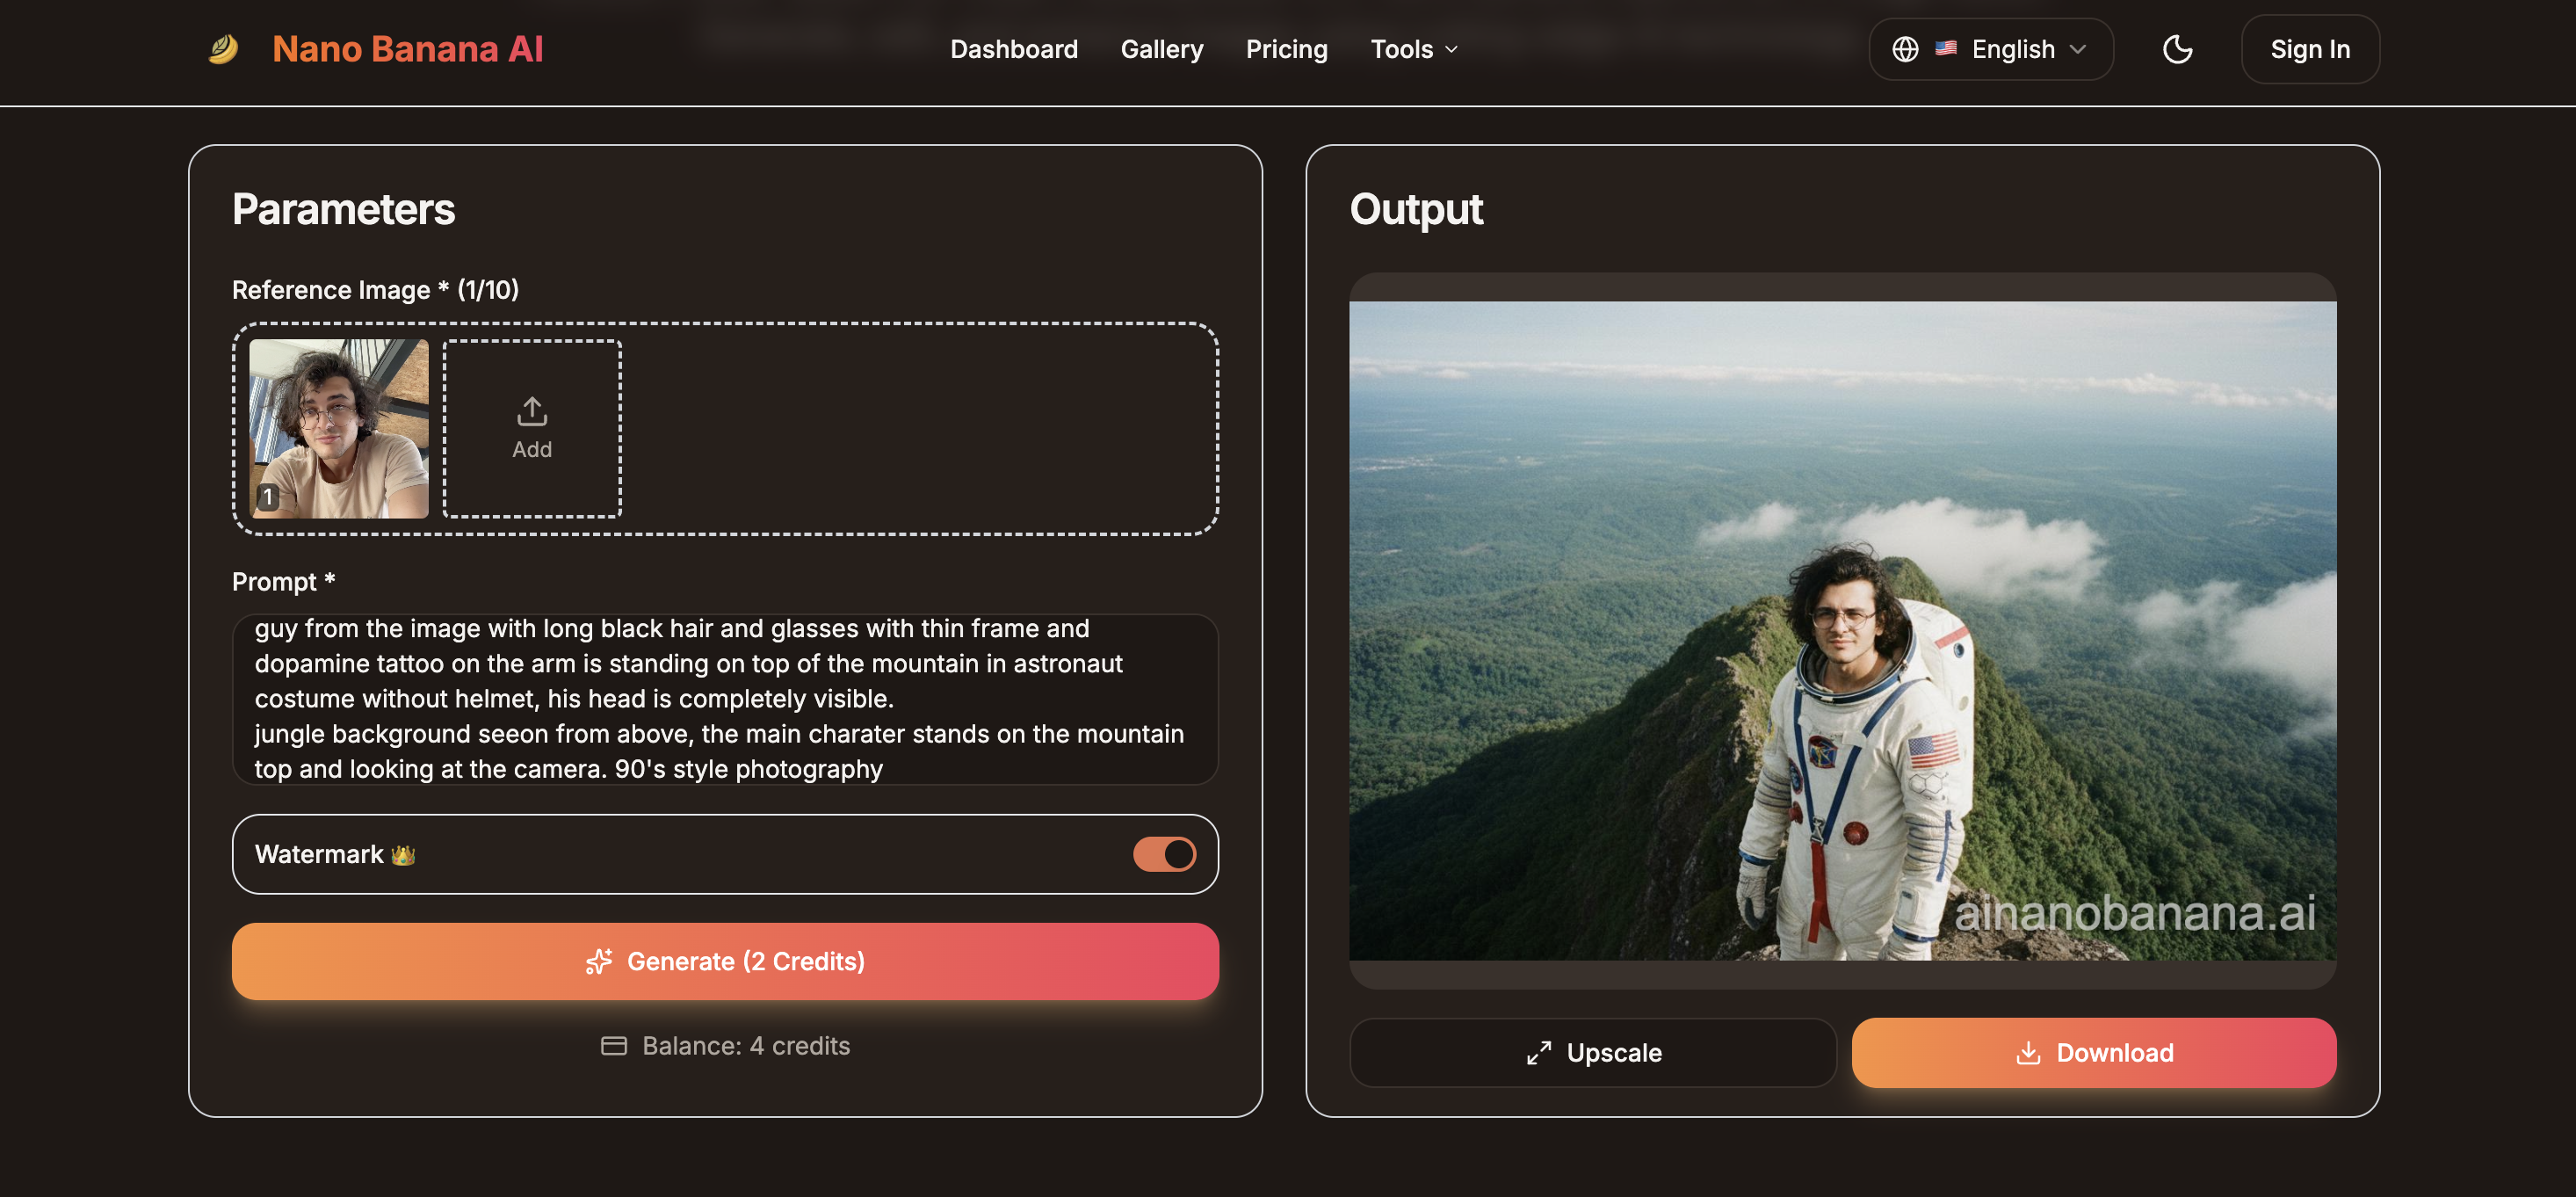 Nano Banana AI
Dashboard Gallery Pricing Tools
English
Sign In
Parameters
Reference Image * (1/10)
1
Add
Prompt *
guy from the image with long black hair and glasses with thin frame and
dopamine tattoo on the arm is standing on top of the mountain in astronaut
costume without helmet, his head is completely visible.
jungle background seeon from above, the main charater stands on the mountain
top and looking at the camera. 90's style photography
Watermark
Generate (2 Credits)
Balance: 4 credits
Output
ainanobanana.ai
Upscale
Download